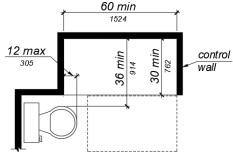 60 min
1524
12 max
305
36 min
914
30 min
762
control
wall